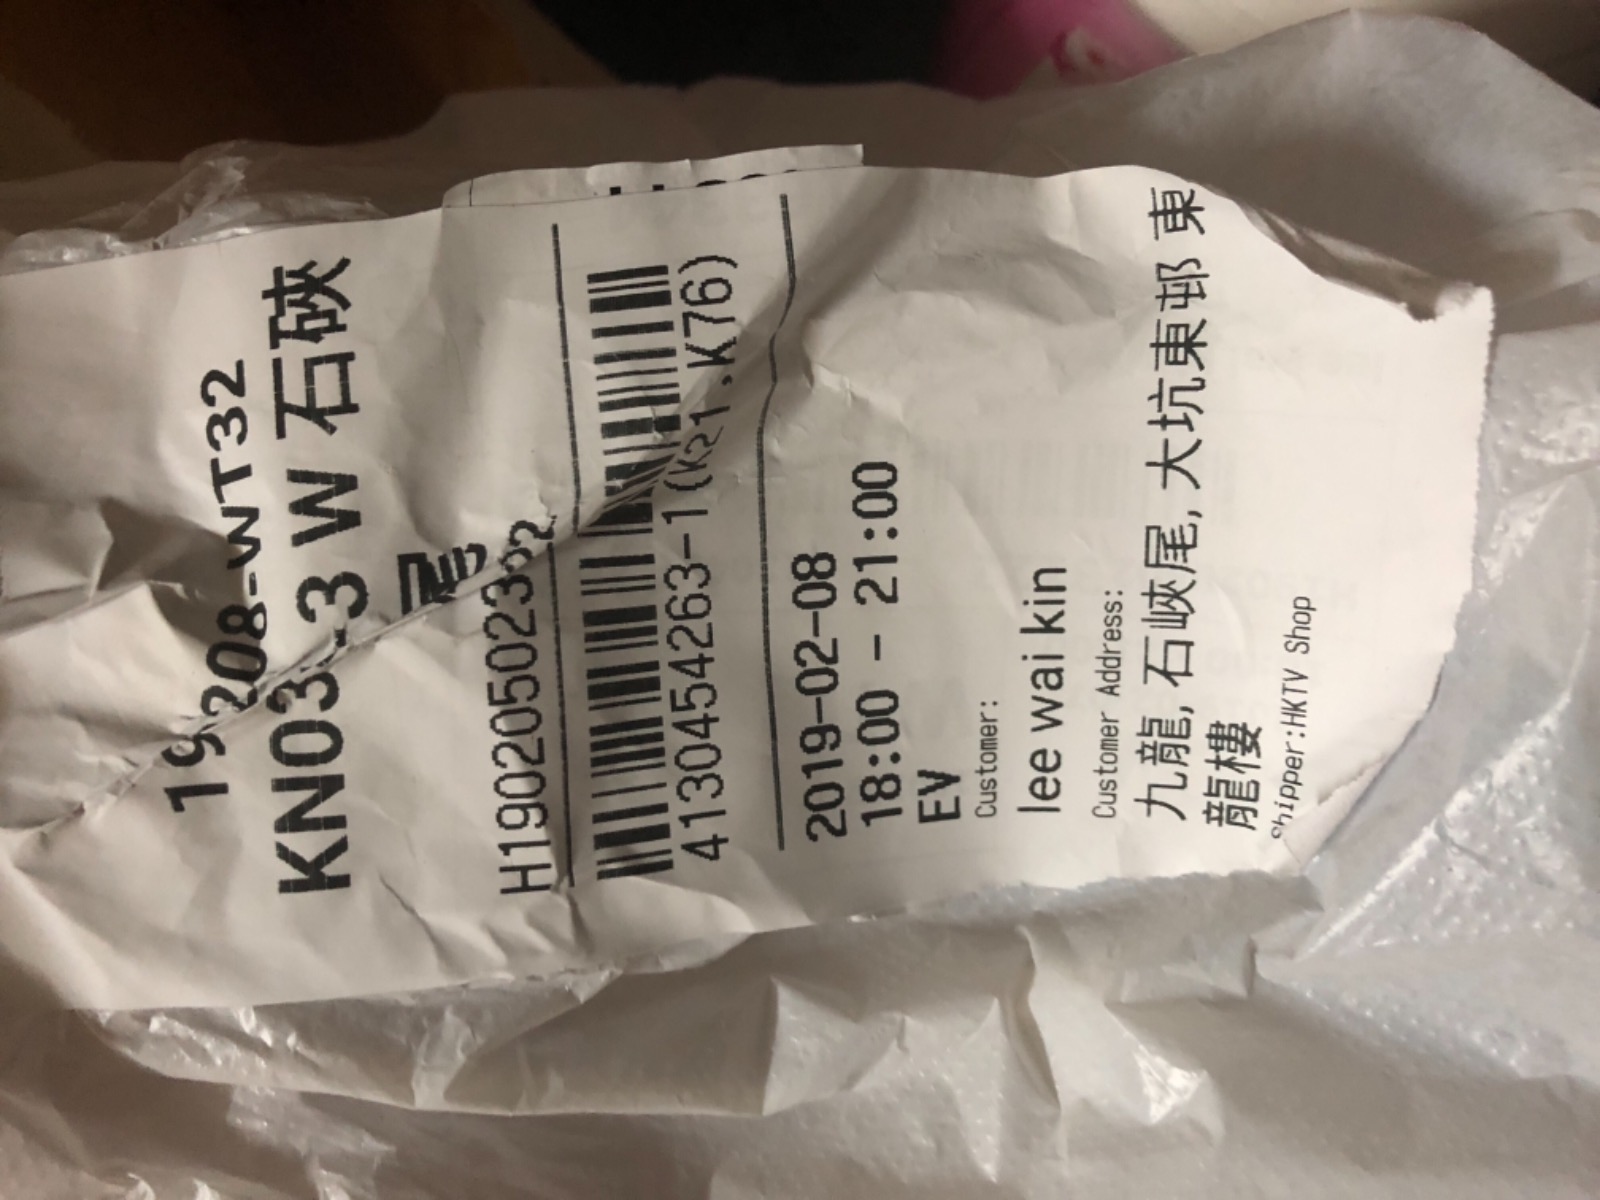 190208-WT32
KN03-3 W 石硤
尾
H1902050232
4130454263-1(K21.K76)
2019-02-08
18:00 - 21:00
EV
Customer:
lee wai kin
Customer Address:
九龍, 石峽尾, 大坑東邨 東
龍樓
Shipper:HKTV Shop